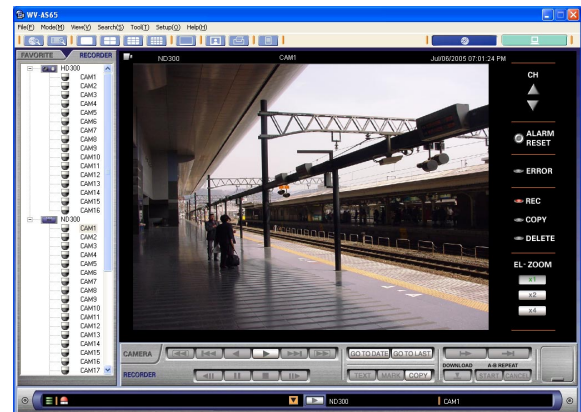 WV-AS65
File(F) Mode(M) View(V) Search(S) Tool(T) Setup(O) Help(H)
FAVORITE RECORDER
HD300
CAM1
CAM2
CAM3
CAM4
CAM5
CAM6
CAM7
CAM8
CAM9
CAM10
CAM11
CAM12
CAM13
CAM14
CAM15
CAM16
ND300
CAM1
CAM2
CAM3
CAM4
CAM5
CAM6
CAM7
CAM8
CAM9
CAM10
CAM11
CAM12
CAM13
CAM14
CAM15
CAM16
CAM17
ND300 CAM1 Jul/06/2005 07:01:24 PM
CH
ALARM
RESET
ERROR
REC
COPY
DELETE
EL-ZOOM
x1
x2
x4
CAMERA
RECORDER
GO TO DATE GO TO LAST
TEXT MARK COPY
DOWNLOAD A-B REPEAT
START CANCEL
ND300 CAM1